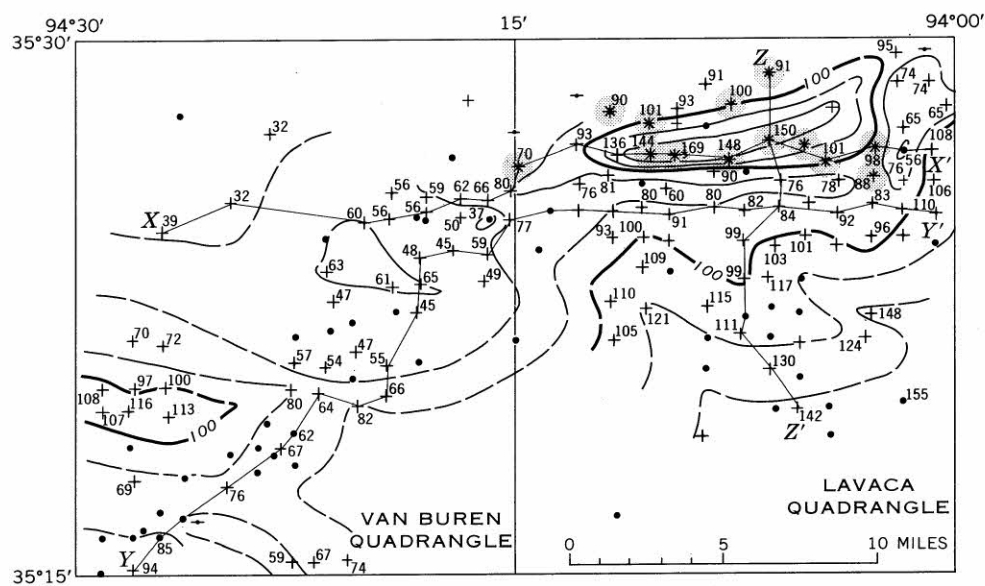 94°30' 15' 94°00'
35°30'
95
Z 91 100
91 74
74
90 100
32 101 93 65 65
93 144 150 108
70 136 169 148 101 98 56 X'
90 76
32 56 59 62 66 80 76 81 60 80 76 78 88 106
X 39 60 56 56 50 37 77 91 82 84 92 83 110
Y'
48 45 59 93 100 99 101 96
63 65 109 100 99 103
61 49 117
47 45 110 121 115 148
70 72 105 111 124
57 54 47 55 130
97 100
108 80 64 66 155
107 116 113 82 142
100 62 Z'
67
69
76
LAVACA
QUADRANGLE
VAN BUREN
QUADRANGLE
85
Y 94 59 67 74
0 5 10 MILES
35°15'